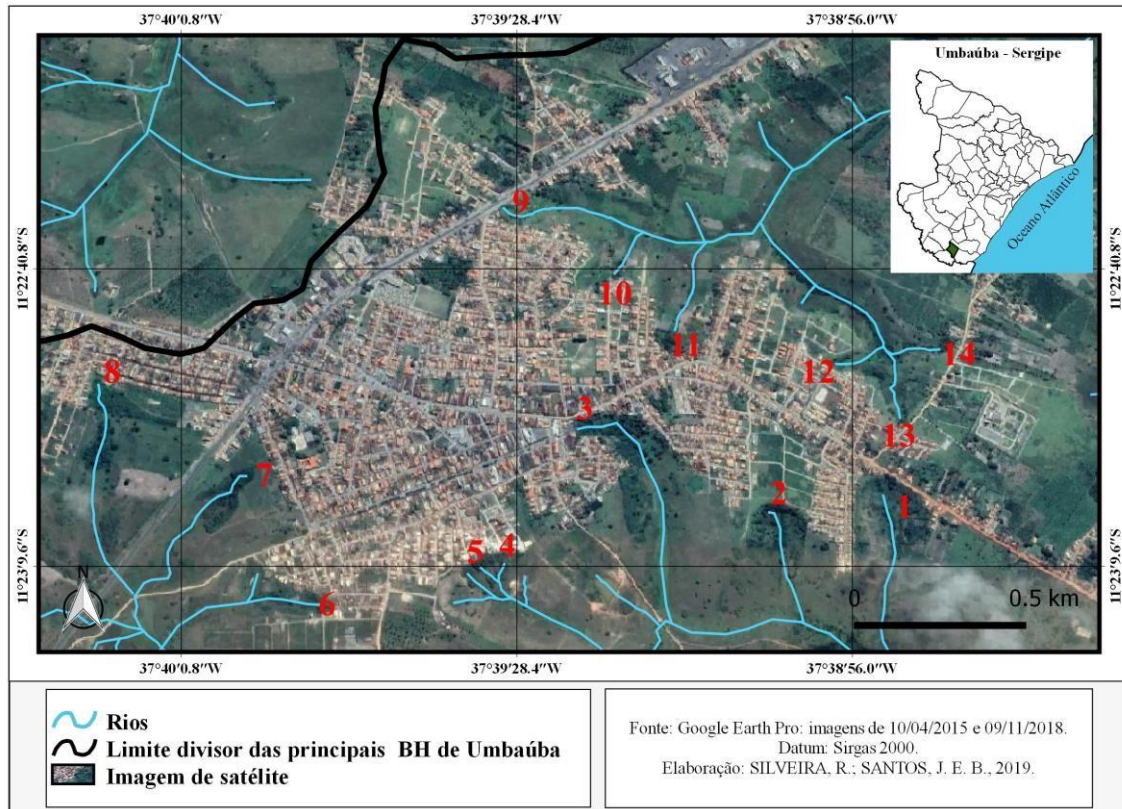 37°40'0.8"W 37°39'28.4"W 37°38'56.0"W
Umbaúba - Sergipe
Oceano Atlântico
11°22'40.8"S 11°22'40.8"S
9
10
11
8
12
14
3
13
7
2
1
5
4
11°23'9.6"S 11°23'9.6"S
N
6
0 0.5 km
37°40'0.8"W 37°39'28.4"W 37°38'56.0"W
Rios
Limite divisor das principais BH de Umbaúba
Imagem de satélite
Fonte: Google Earth Pro: imagens de 10/04/2015 e 09/11/2018.
Datum: Sirgas 2000.
Elaboração: SILVEIRA, R.; SANTOS, J. E. B., 2019.